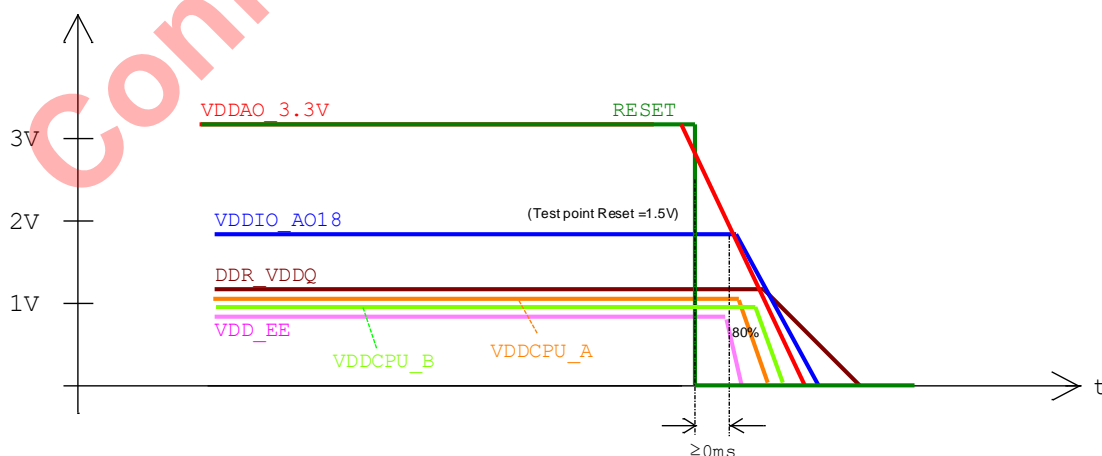 Con
VDDAO_3.3V
RESET
3V
(Test point Reset =1.5V)
2V
VDDIO_AO18
DDR_VDDQ
1V
VDD_EE
80%
VDDCPU_A
VDDCPU_B
t
≥0ms